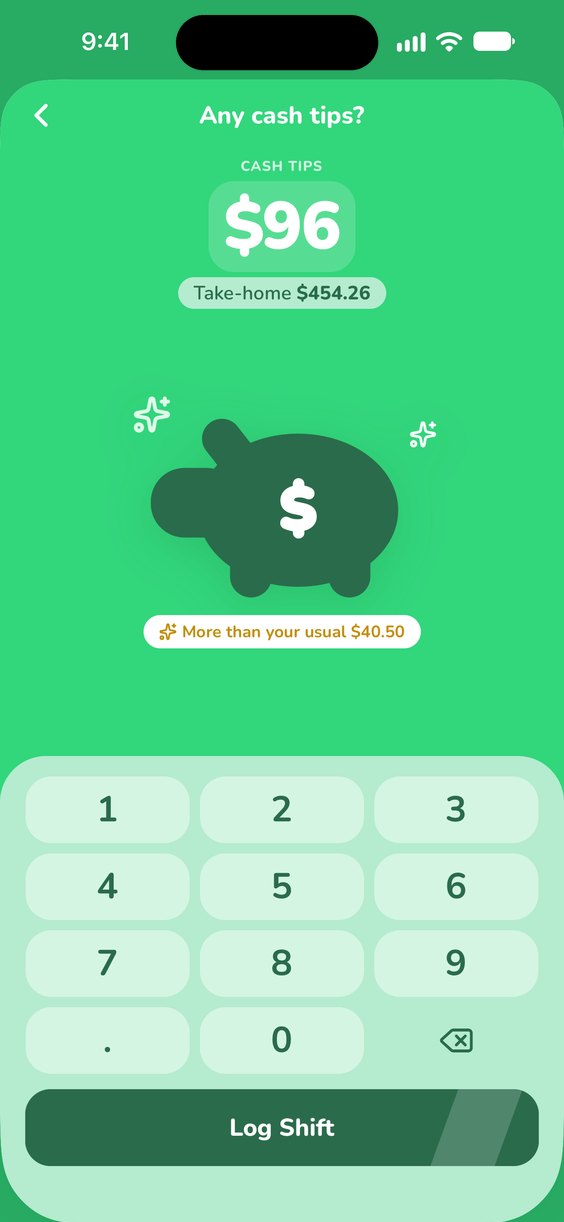 9:41
Any cash tips?
CASH TIPS
$96
Take-home $454.26
$
More than your usual $40.50
1 2 3
4 5 6
7 8 9
. 0
Log Shift